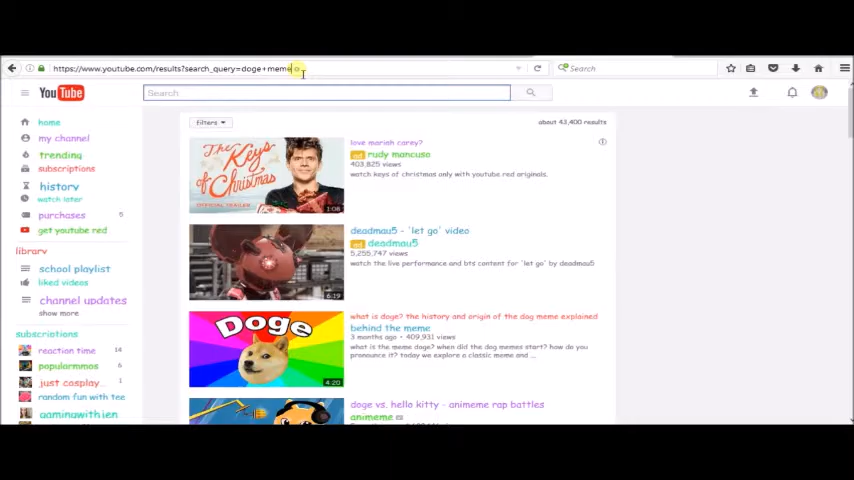 https://www.youtube.com/results?search_query=doge+meme
Search
YouTube
Search
home
my channel
trending
subscriptions
history
watch later
purchases 5
get youtube red
library
school playlist
liked videos
channel updates
show more
subscriptions
reaction time 14
popularmmos 6
just cosplay... 1
random fun with tee
gamingwithjen
filters
about 43,400 results
The Keys
of Christmas
OFFICIAL TRAILER
1:08
love mariah carey?
ad rudy mancuso
403,825 views
watch keys of christmas only with youtube red originals.
6:19
deadmau5 - 'let go' video
ad deadmau5
5,255,747 views
watch the live performance and bts content for 'let go' by deadmau5
Doge
4:20
what is doge? the history and origin of the dog meme explained
behind the meme
3 months ago • 409,931 views
what is the meme doge? when did the dog memes start? how do you
pronounce it? today we explore a classic meme and ...
doge vs. hello kitty - animeme rap battles
animeme